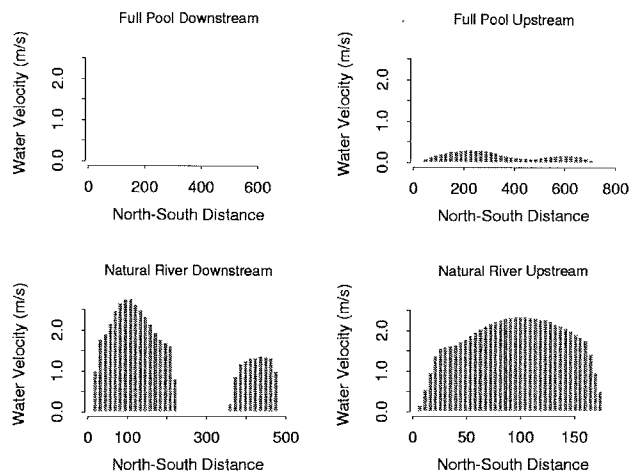 Full Pool Downstream
Water Velocity (m/s)
0.0 1.0 2.0
0 200 400 600
North-South Distance
Full Pool Upstream
Water Velocity (m/s)
0.0 1.0 2.0
0 200 400 600 800
North-South Distance
Natural River Downstream
Water Velocity (m/s)
0.0 1.0 2.0
0 100 300 500
North-South Distance
Natural River Upstream
Water Velocity (m/s)
0.0 1.0 2.0
0 50 100 150
North-South Distance